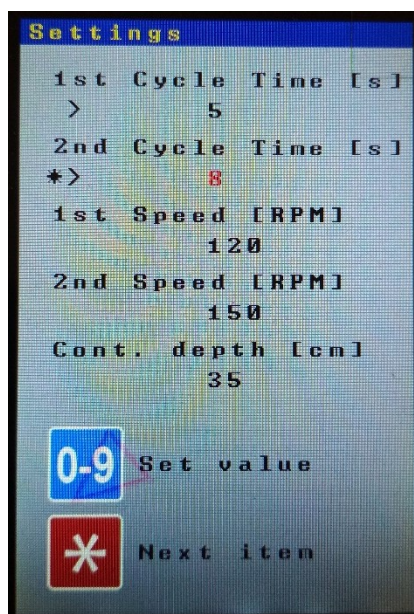 Settings
1st Cycle Time [s]
> 5
2nd Cycle Time [s]
*> 8
1st Speed [RPM]
120
2nd Speed [RPM]
150
Cont. depth [cm]
35
0-9 Set value
* Next item